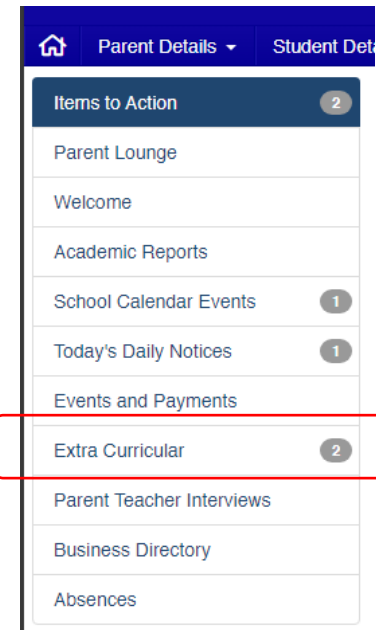 Parent Details Student Deta
Items to Action 2
Parent Lounge
Welcome
Academic Reports
School Calendar Events 1
Today's Daily Notices 1
Events and Payments
Extra Curricular 2
Parent Teacher Interviews
Business Directory
Absences